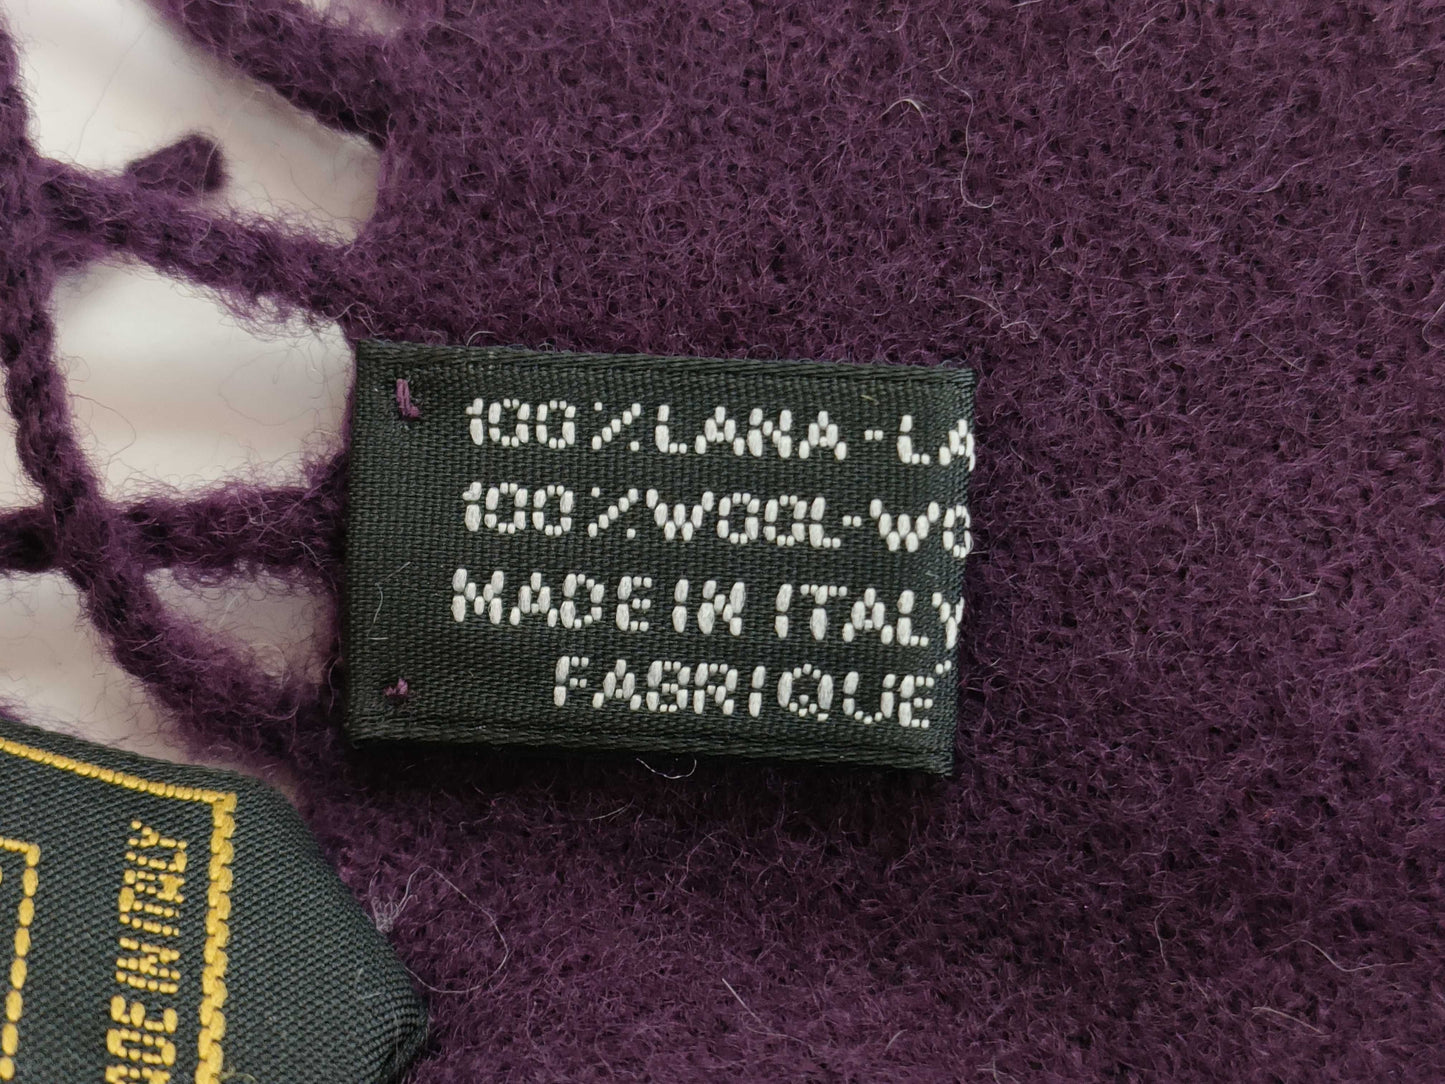 100%LANA-LA
100%WOOL-WO
MADE IN ITALY
FABRIQUÉ
MADE IN ITALY